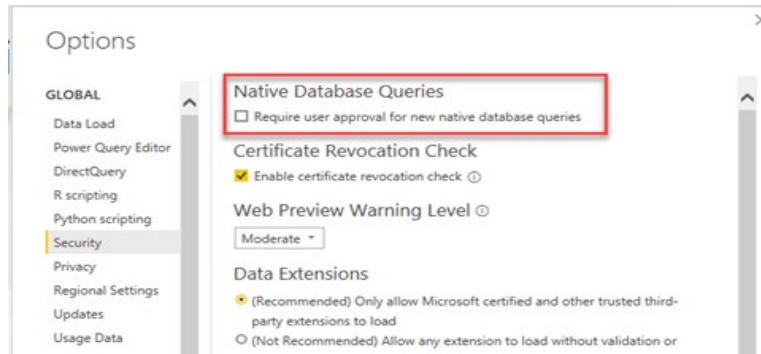 Options
GLOBAL
Data Load
Power Query Editor
DirectQuery
R scripting
Python scripting
Security
Privacy
Regional Settings
Updates
Usage Data
Native Database Queries
Require user approval for new native database queries
Certificate Revocation Check
Enable certificate revocation check
Web Preview Warning Level
Moderate
Data Extensions
(Recommended) Only allow Microsoft certified and other trusted third-
party extensions to load
(Not Recommended) Allow any extension to load without validation or